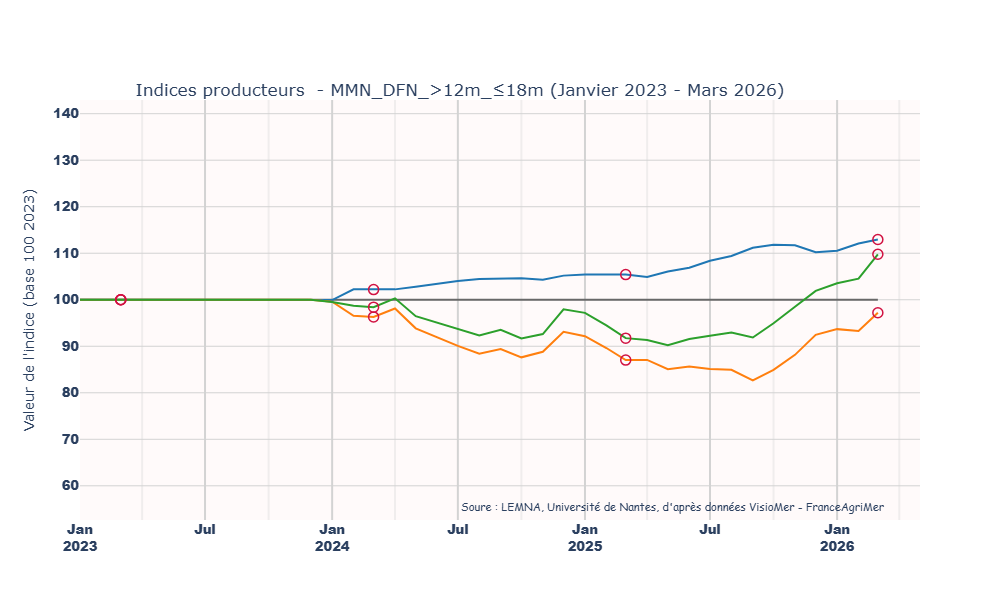 Indices producteurs  - MMN_DFN_>12m_≤18m (Janvier 2023 - Mars 2026)
Valeur de l'indice (base 100 2023)
140
130
120
110
100
90
80
70
60
Soure : LEMNA, Université de Nantes, d'après données VisioMer - FranceAgriMer
Jan Jul Jan Jul Jan Jul Jan
2023 2024 2025 2026